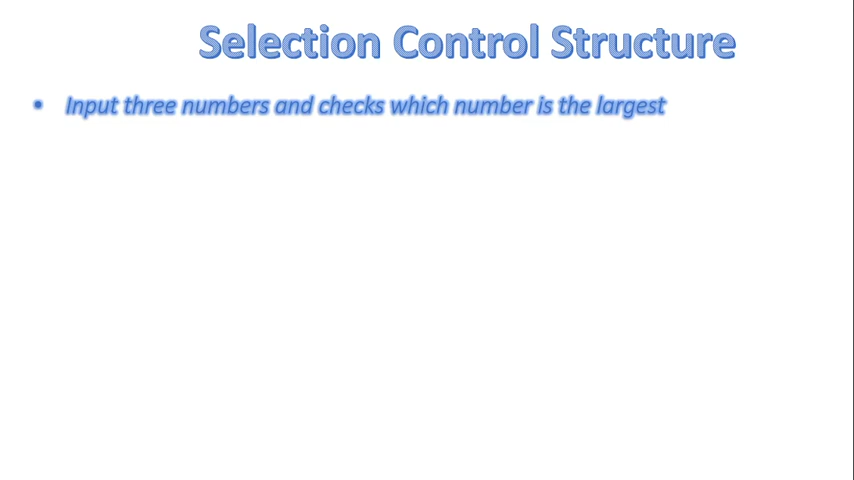 Selection Control Structure
• Input three numbers and checks which number is the largest